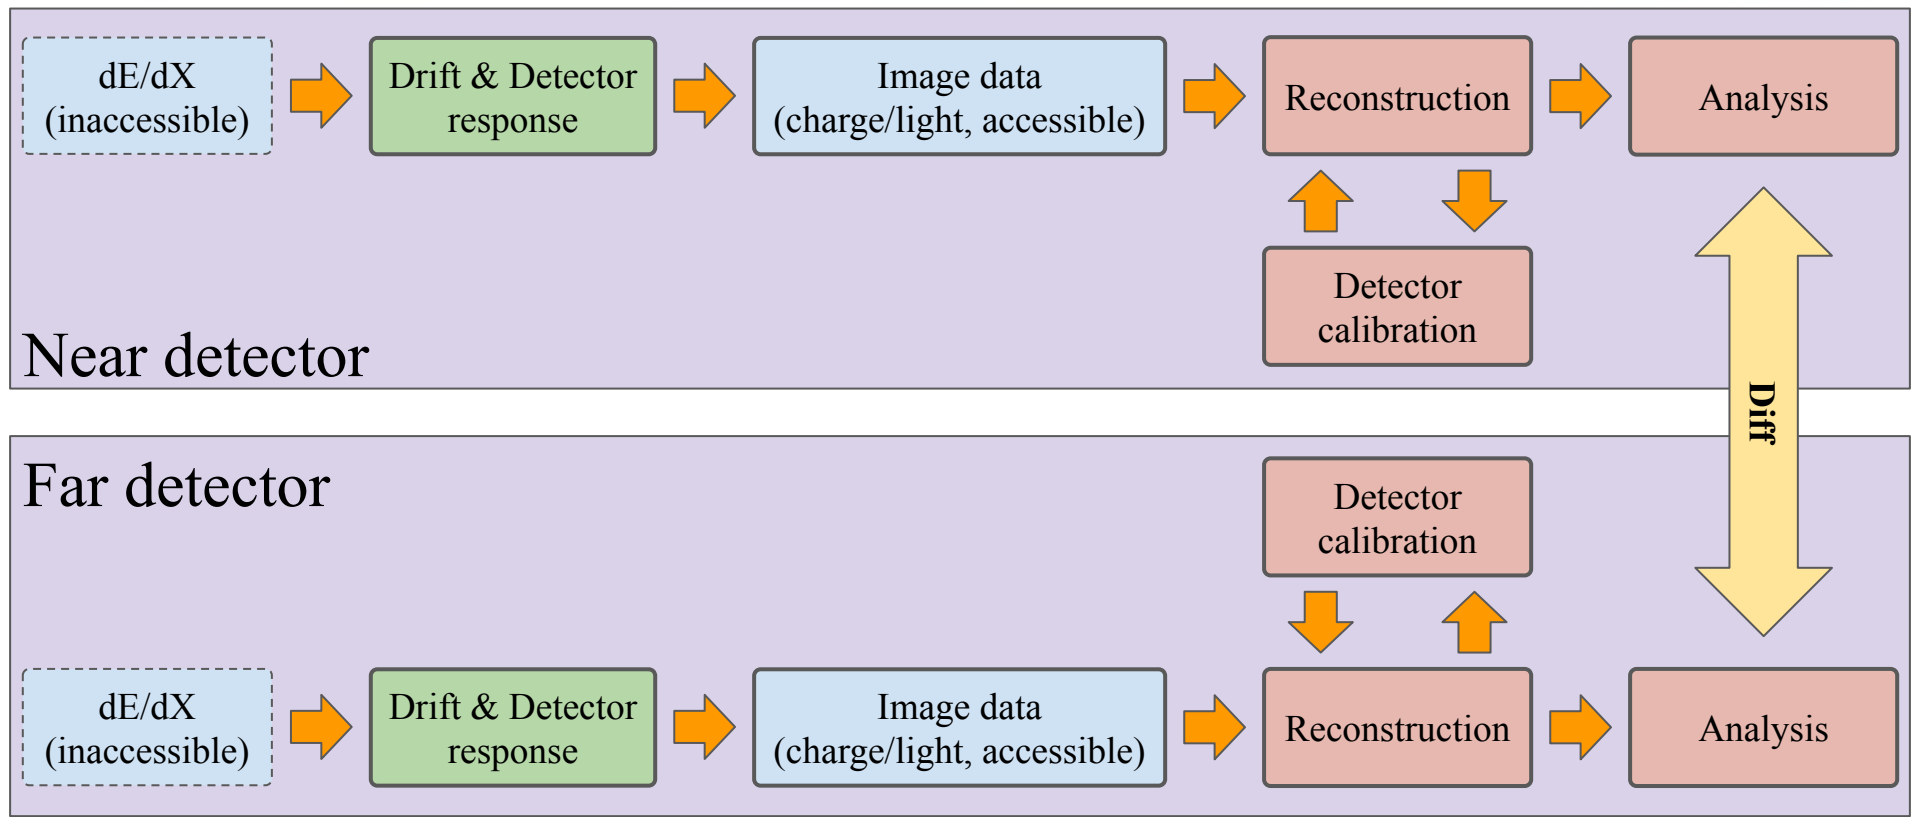 dE/dX
(inaccessible)
Drift & Detector
response
Image data
(charge/light, accessible)
Reconstruction
Analysis
Detector
calibration
Near detector
Diff
Far detector
Detector
calibration
dE/dX
(inaccessible)
Drift & Detector
response
Image data
(charge/light, accessible)
Reconstruction
Analysis